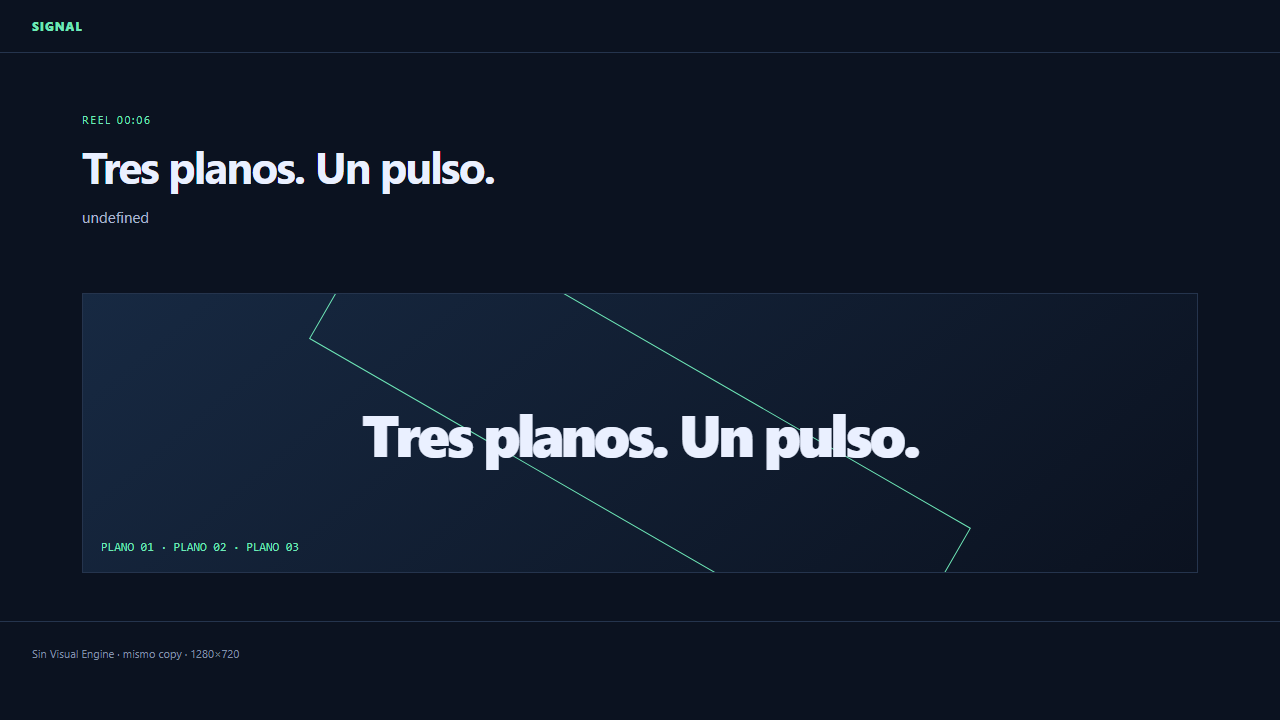 SIGNAL
REEL 00:06
Tres planos. Un pulso.
undefined
Tres planos. Un pulso.
PLANO 01 · PLANO 02 · PLANO 03
Sin Visual Engine · mismo copy · 1280×720